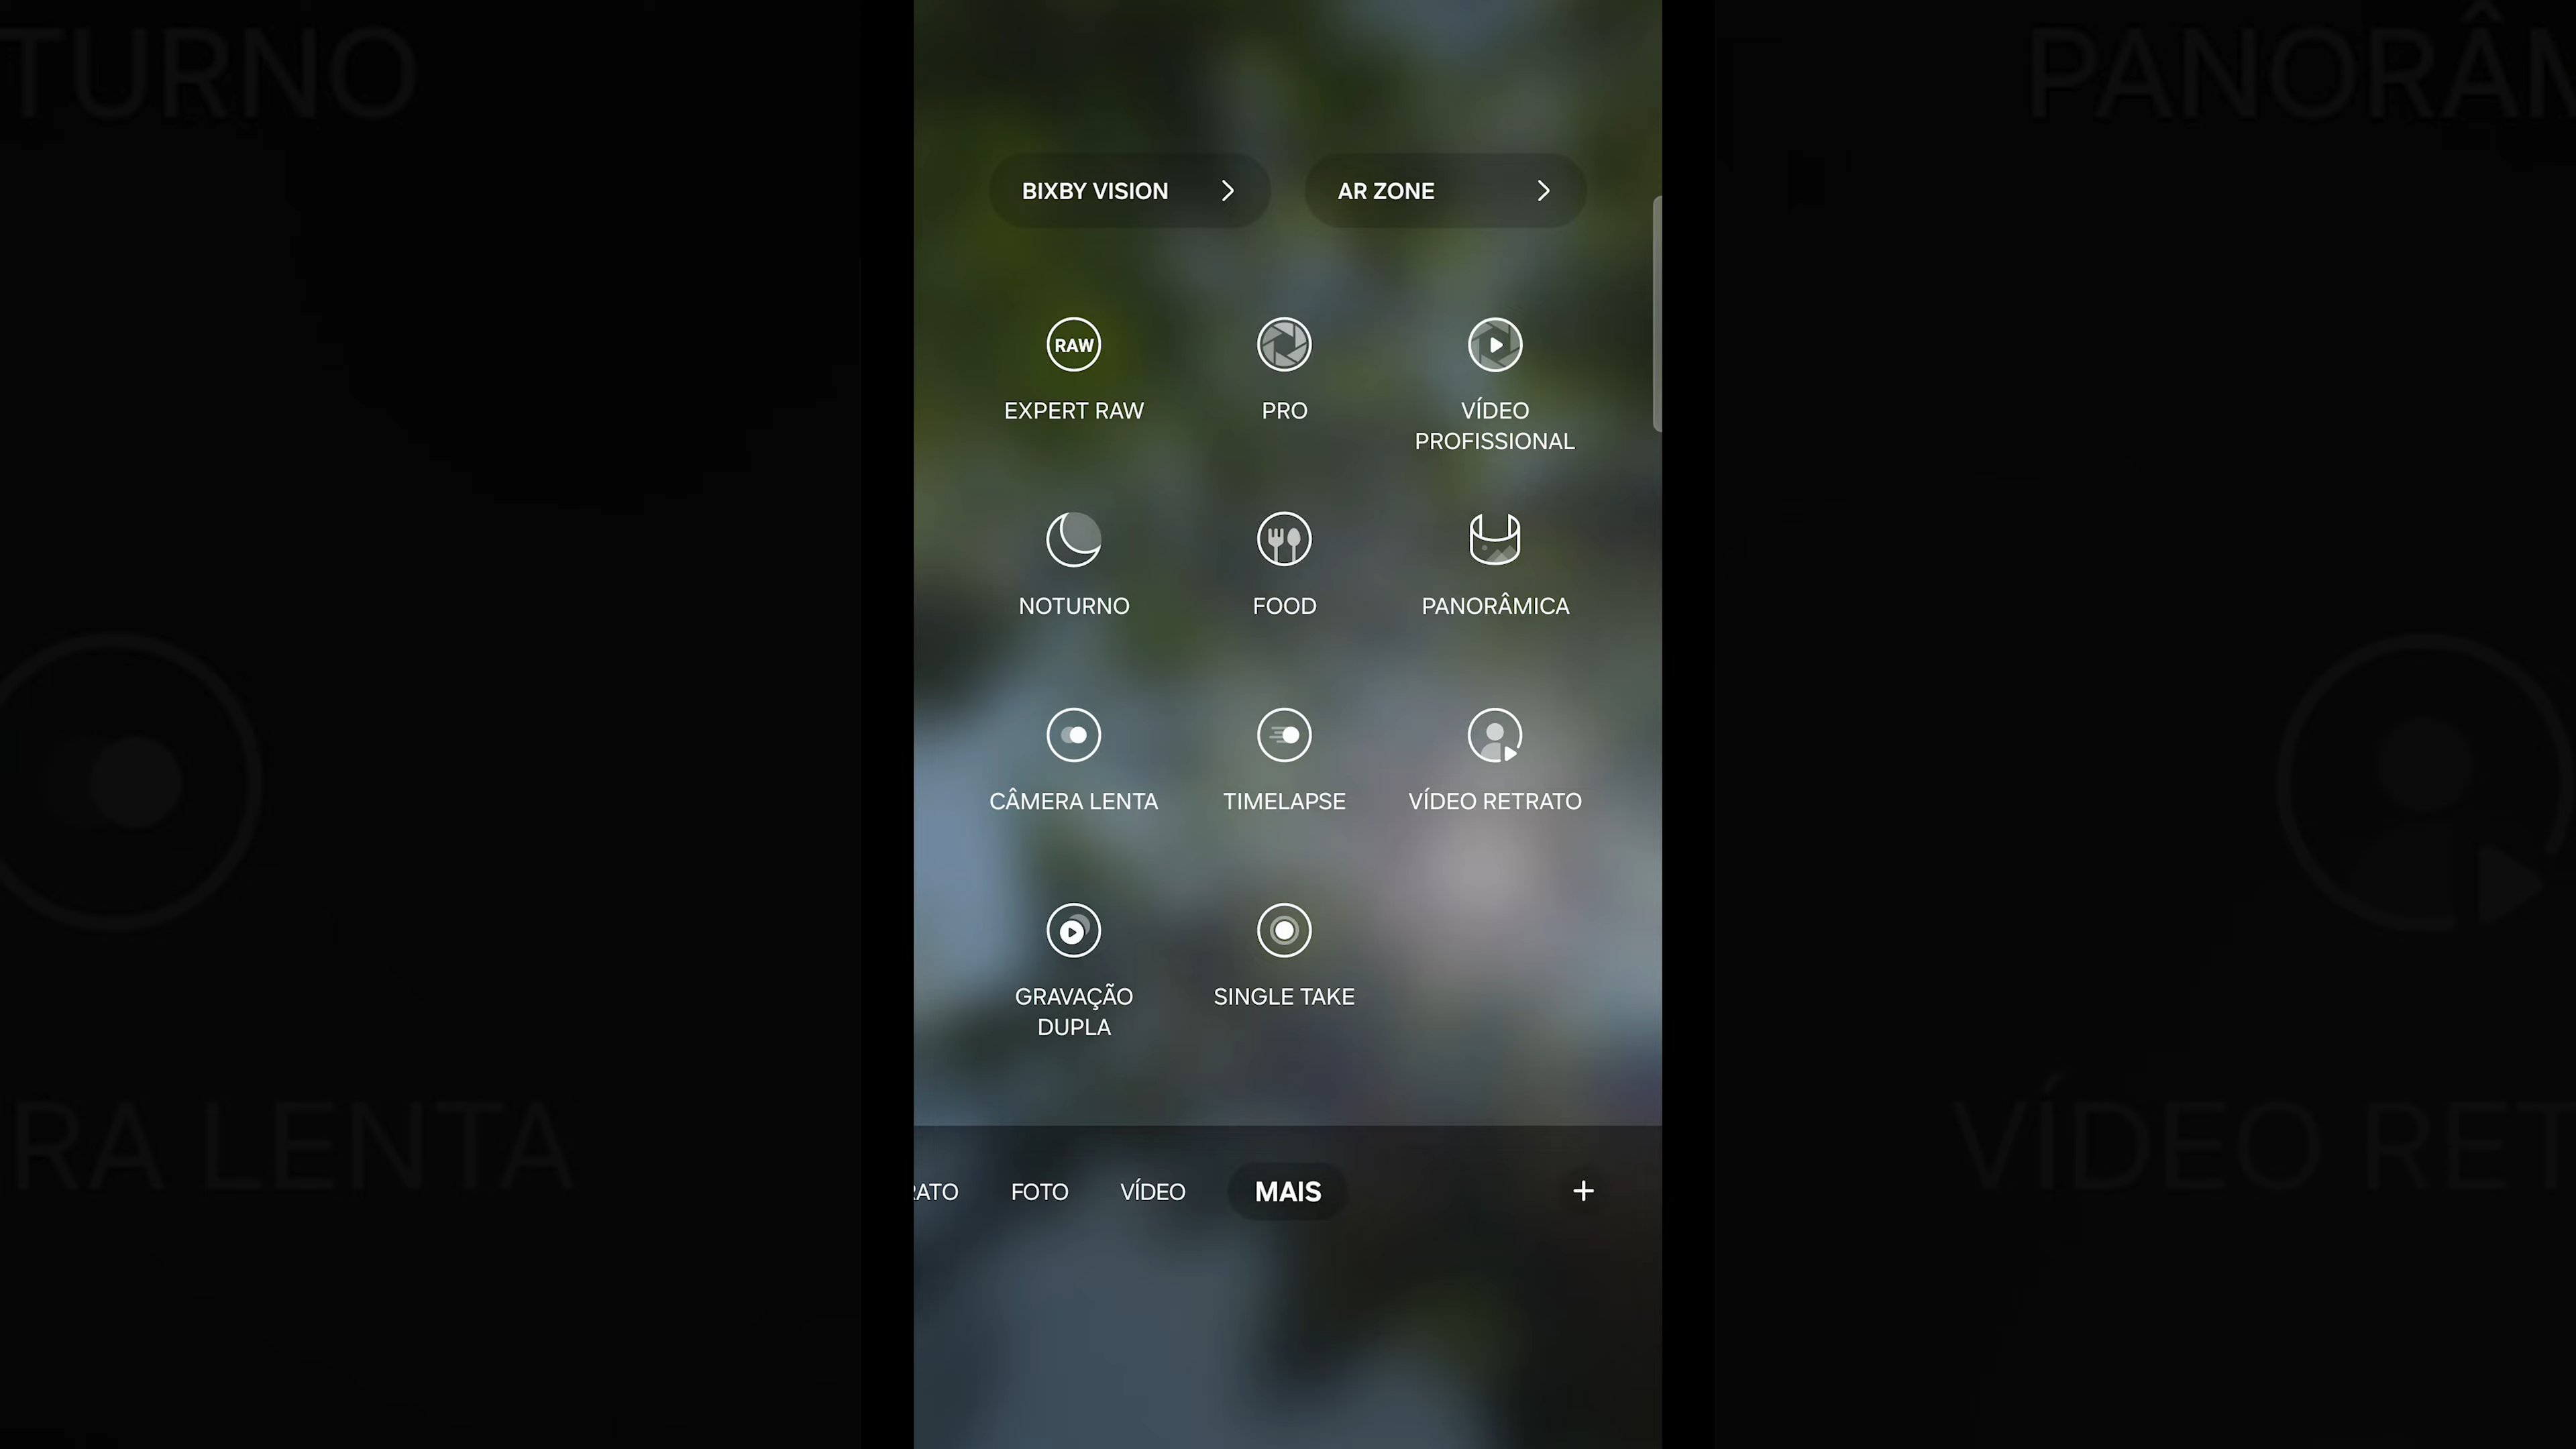 TURNO
PANORÂM
BIXBY VISION
AR ZONE
RAW
EXPERT RAW
PRO
VÍDEO
PROFISSIONAL
NOTURNO
FOOD
PANORÂMICA
CÂMERA LENTA
TIMELAPSE
VÍDEO RETRATO
GRAVAÇÃO
DUPLA
SINGLE TAKE
RA LENTA
VÍDEO RET
RATO
FOTO
VÍDEO
MAIS